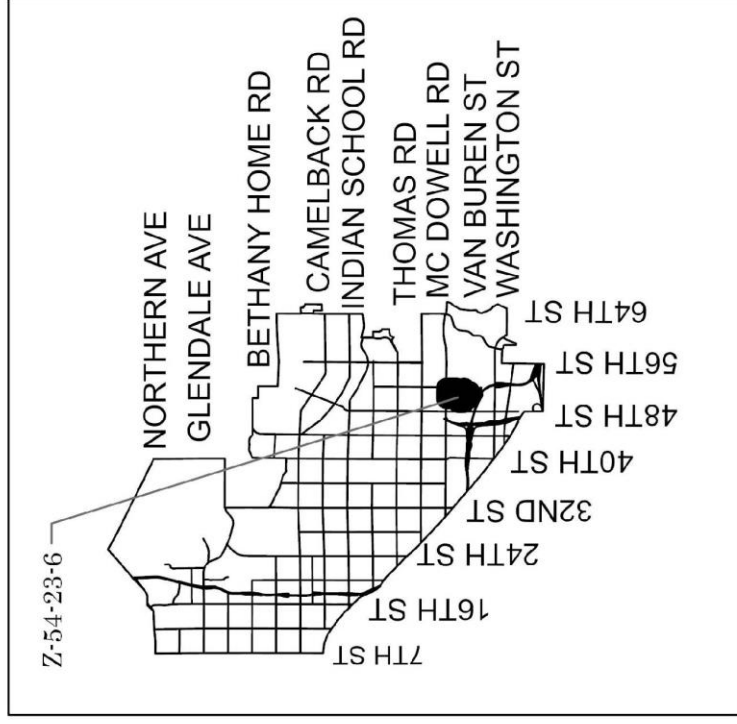 Z-54-23-6
NORTHERN AVE
GLENDALE AVE
BETHANY HOME RD
CAMELBACK RD
INDIAN SCHOOL RD
THOMAS RD
MC DOWELL RD
VAN BUREN ST
WASHINGTON ST
7TH ST
16TH ST
24TH ST
32ND ST
40TH ST
48TH ST
56TH ST
64TH ST